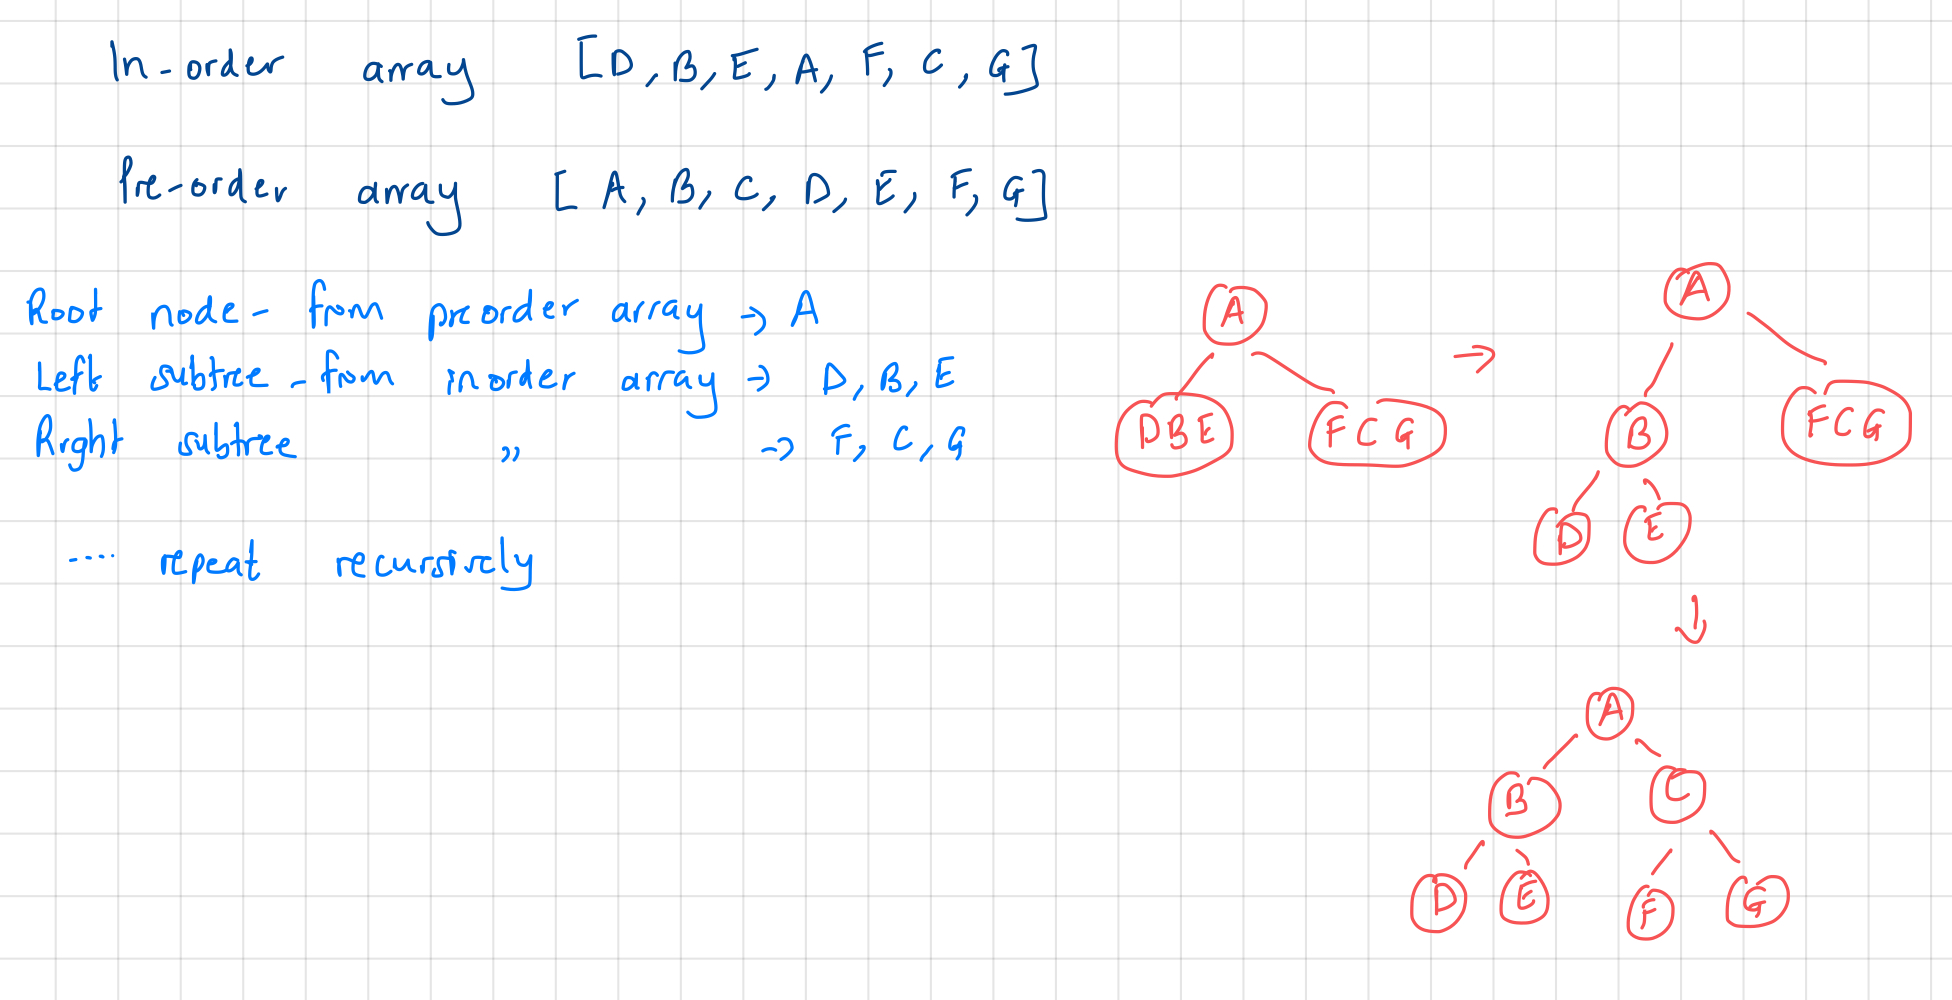 In-order array [D, B, E, A, F, C, G]
Pre-order array [A, B, C, D, E, F, G]
Root node - from preorder array → A
Left subtree - from inorder array → D, B, E
Right subtree " → F, C, G
.... repeat recursively
A
DBE FCG
→
A
B FCG
D E
↓
A
B C
D E F G